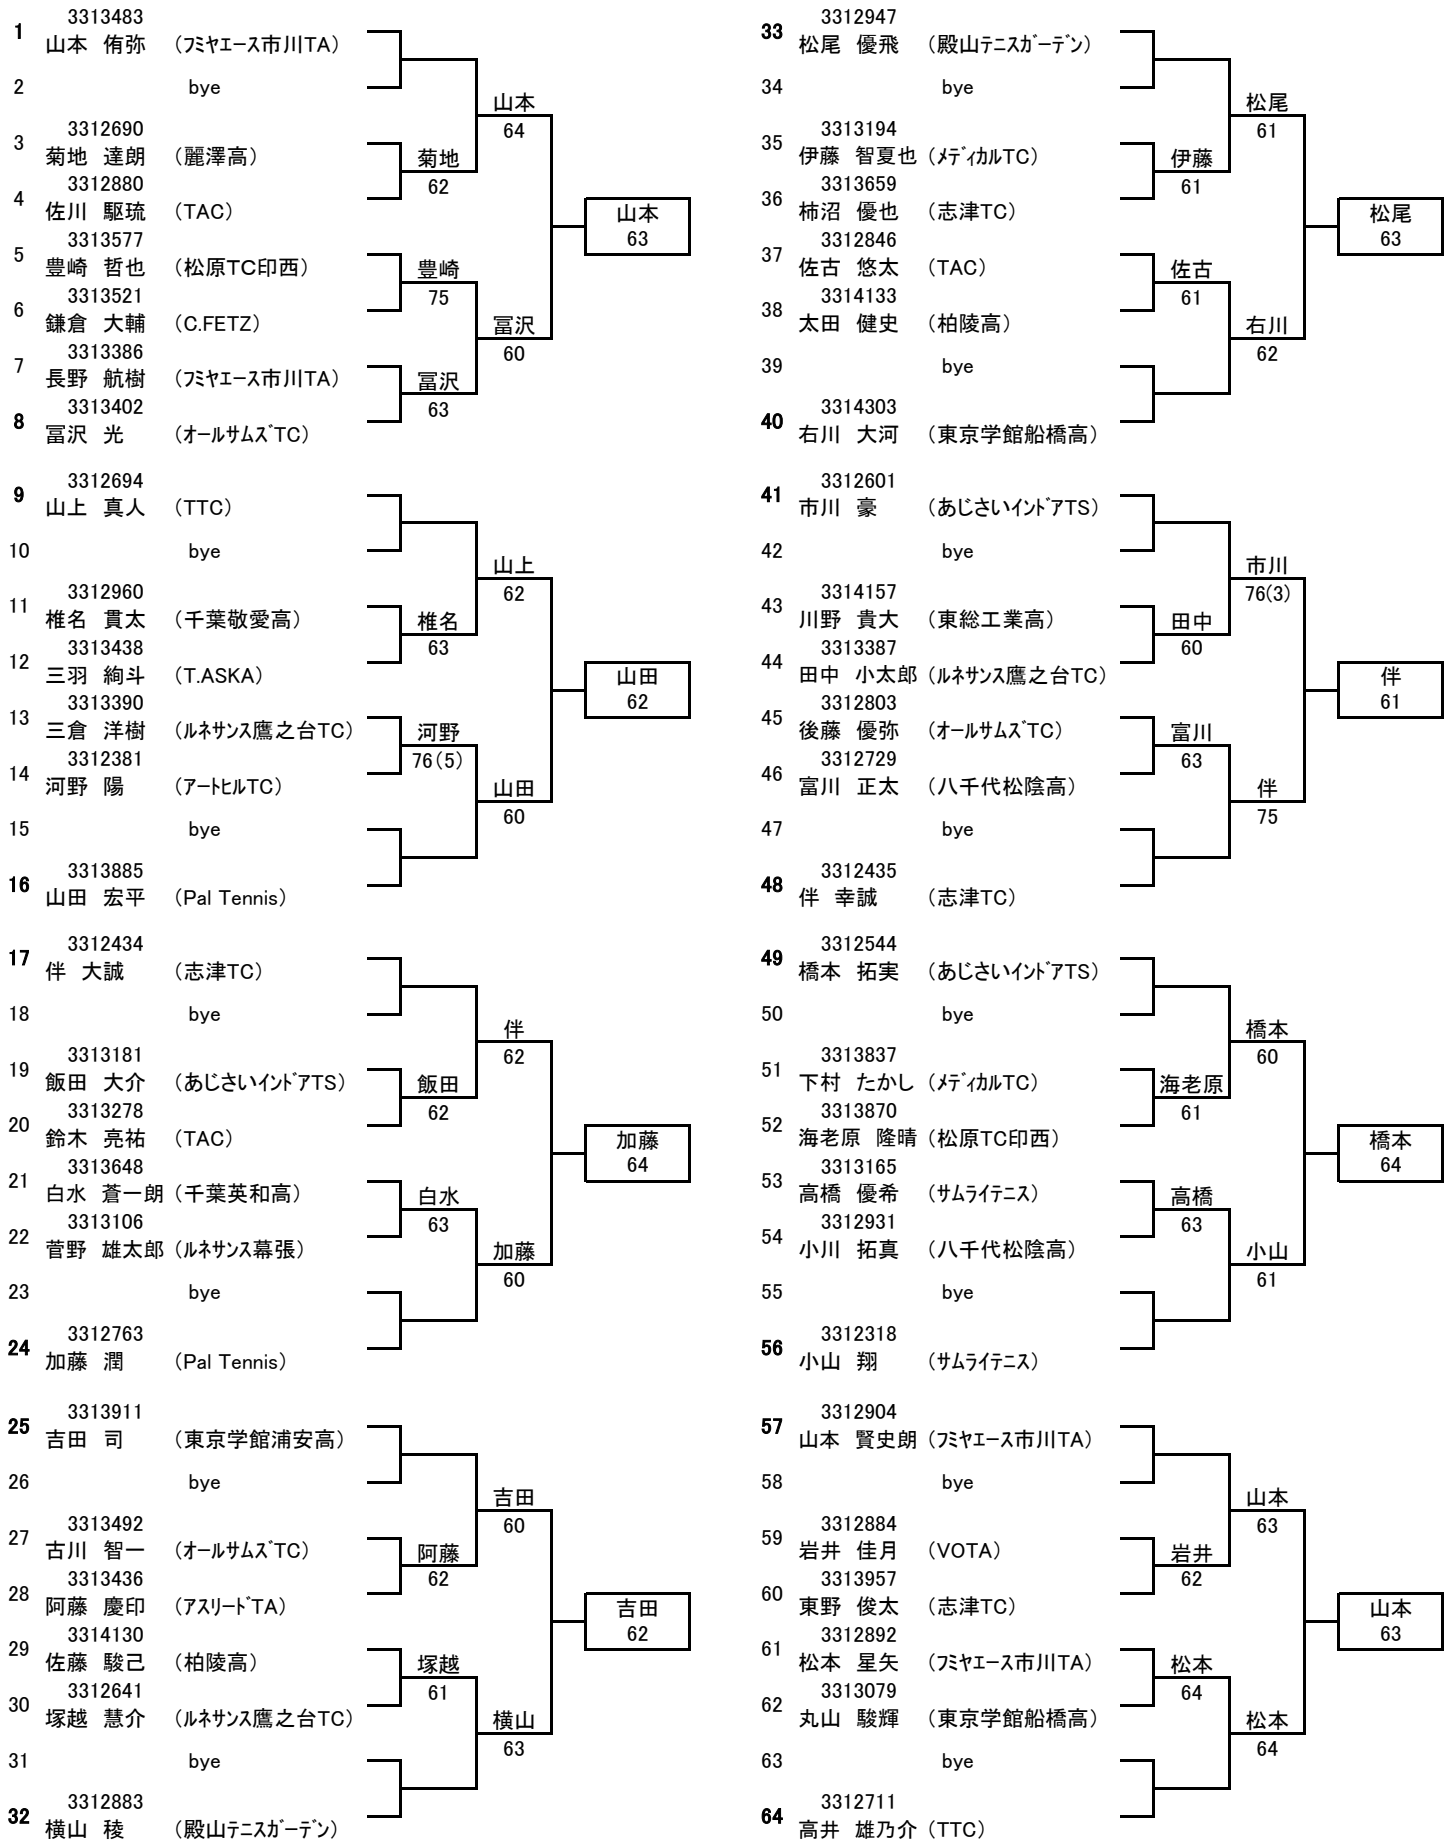 3313483
1 山本 侑弥 (フミヤエース市川TA)
2 bye
山本
64
3312690
3 菊地 達朗 (麗澤高)
菊地
62
3312880
4 佐川 駆琉 (TAC)
山本
63
3313577
5 豊崎 哲也 (松原TC印西)
豊崎
75
3313521
6 鎌倉 大輔 (C.FETZ)
冨沢
60
3313386
7 長野 航樹 (フミヤエース市川TA)
冨沢
63
3313402
8 冨沢 光 (オールサムズTC)
3312694
9 山上 真人 (TTC)
10 bye
山上
62
3312960
11 椎名 貫太 (千葉敬愛高)
椎名
63
3313438
12 三羽 絢斗 (T.ASKA)
山田
62
3313390
13 三倉 洋樹 (ルネサンス鷹之台TC)
河野
76(5)
3312381
14 河野 陽 (アートヒルTC)
山田
60
15 bye
3313885
16 山田 宏平 (Pal Tennis)
3312434
17 伴 大誠 (志津TC)
18 bye
伴
62
3313181
19 飯田 大介 (あじさいインドアTS)
飯田
62
3313278
20 鈴木 亮祐 (TAC)
加藤
64
3313648
21 白水 蒼一朗 (千葉英和高)
白水
63
3313106
22 菅野 雄太郎 (ルネサンス幕張)
加藤
60
23 bye
3312763
24 加藤 潤 (Pal Tennis)
3313911
25 吉田 司 (東京学館浦安高)
26 bye
吉田
60
3313492
27 古川 智一 (オールサムズTC)
阿藤
62
3313436
28 阿藤 慶印 (アスリードTA)
吉田
62
3314130
29 佐藤 駿己 (柏陵高)
塚越
61
3312641
30 塚越 慧介 (ルネサンス鷹之台TC)
横山
63
31 bye
3312883
32 横山 稜 (殿山テニスガーデン)
3312947
33 松尾 優飛 (殿山テニスガーデン)
34 bye
松尾
61
3313194
35 伊藤 智夏也 (メディカルTC)
伊藤
61
3313659
36 柿沼 優也 (志津TC)
松尾
63
3312846
37 佐古 悠太 (TAC)
佐古
61
3314133
38 太田 健史 (柏陵高)
右川
62
39 bye
3314303
40 右川 大河 (東京学館船橋高)
3312601
41 市川 豪 (あじさいインドアTS)
42 bye
市川
76(3)
3314157
43 川野 貴大 (東総工業高)
田中
60
3313387
44 田中 小太郎 (ルネサンス鷹之台TC)
伴
61
3312803
45 後藤 優弥 (オールサムズTC)
富川
63
3312729
46 富川 正太 (八千代松陰高)
伴
75
47 bye
3312435
48 伴 幸誠 (志津TC)
3312544
49 橋本 拓実 (あじさいインドアTS)
50 bye
橋本
60
3313837
51 下村 たかし (メディカルTC)
海老原
61
3313870
52 海老原 隆晴 (松原TC印西)
橋本
64
3313165
53 高橋 優希 (サムライテニス)
高橋
63
3312931
54 小川 拓真 (八千代松陰高)
小山
61
55 bye
3312318
56 小山 翔 (サムライテニス)
3312904
57 山本 賢史朗 (フミヤエース市川TA)
58 bye
山本
63
3312884
59 岩井 佳月 (VOTA)
岩井
62
3313957
60 東野 俊太 (志津TC)
山本
63
3312892
61 松本 星矢 (フミヤエース市川TA)
松本
64
3313079
62 丸山 駿輝 (東京学館船橋高)
松本
64
63 bye
3312711
64 高井 雄乃介 (TTC)